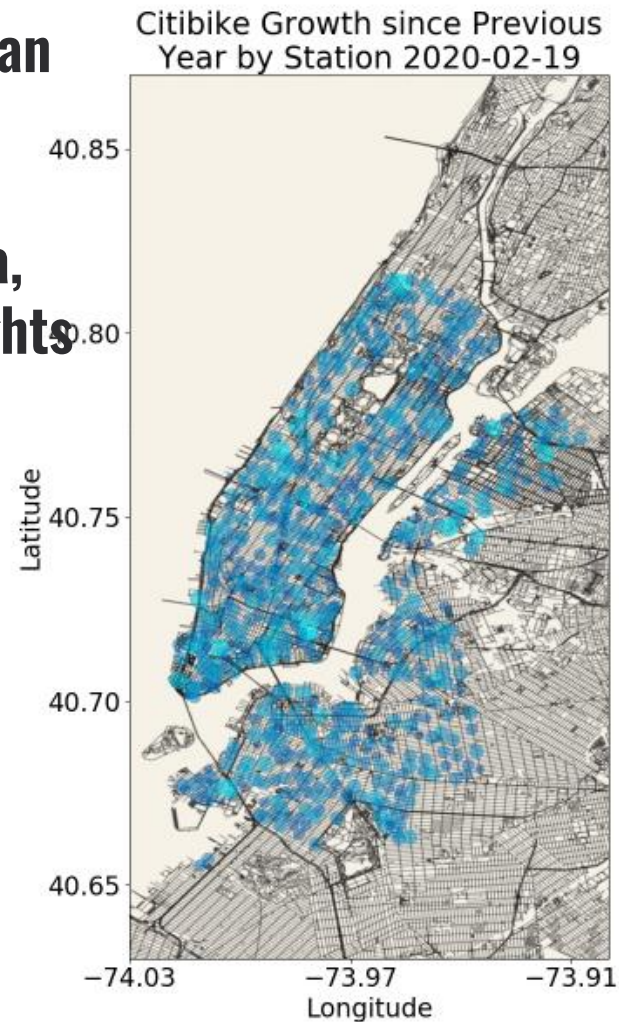 an
Citibike Growth since Previous
Year by Station 2020-02-19
a,
hts
40.85
40.80
40.75
40.70
40.65
Latitude
−74.03
−73.97
−73.91
Longitude